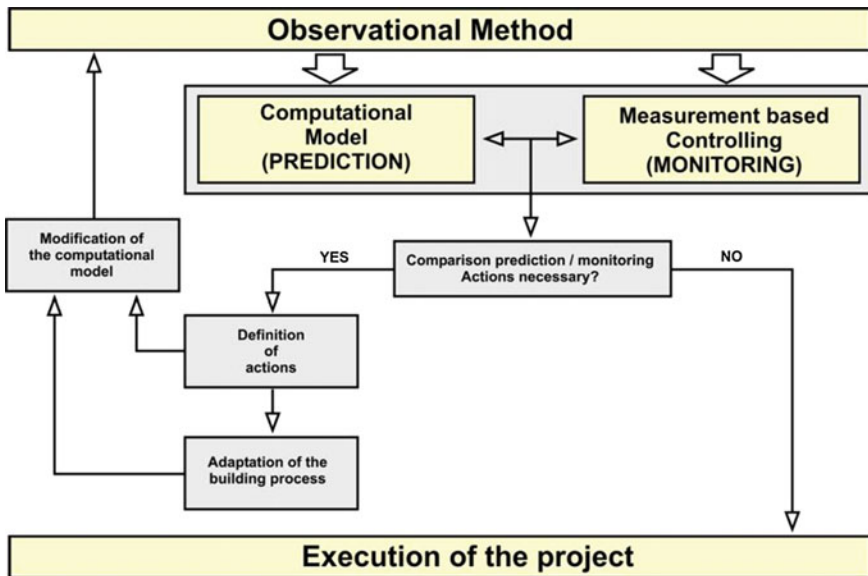 Observational Method
Computational
Model
(PREDICTION)
Measurement based
Controlling
(MONITORING)
Modification of
the computational
model
YES
Comparison prediction / monitoring
Actions necessary?
NO
Definition
of
actions
Adaptation of the
building process
Execution of the project